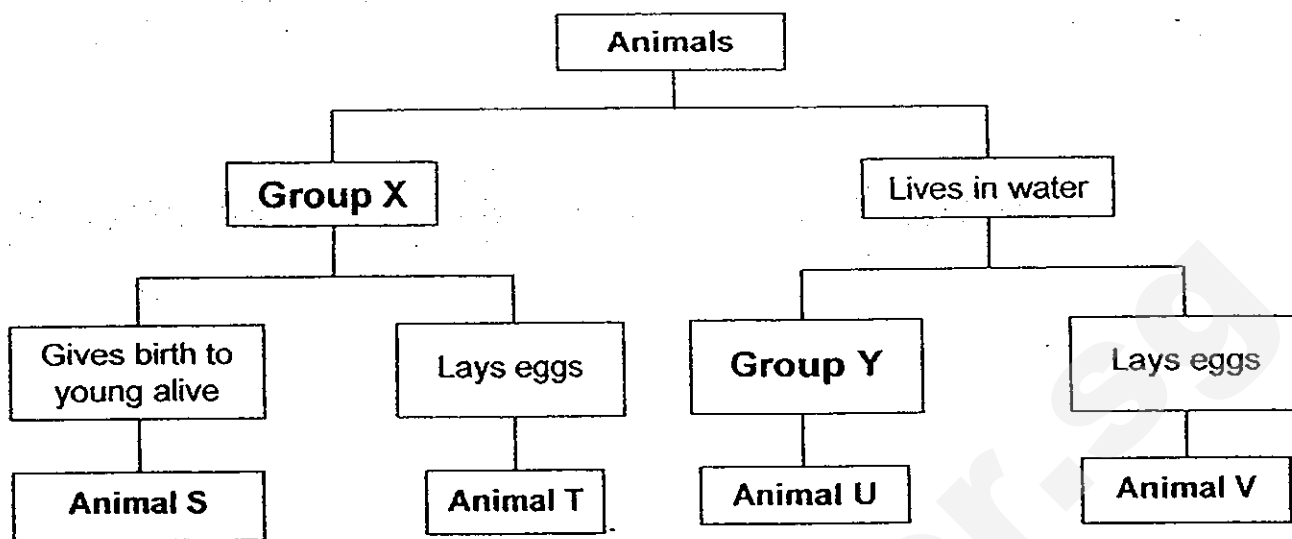 Animals
Group X
Lives in water
Gives birth to
young alive
Lays eggs
Group Y
Lays eggs
Animal S
Animal T
Animal U
Animal V